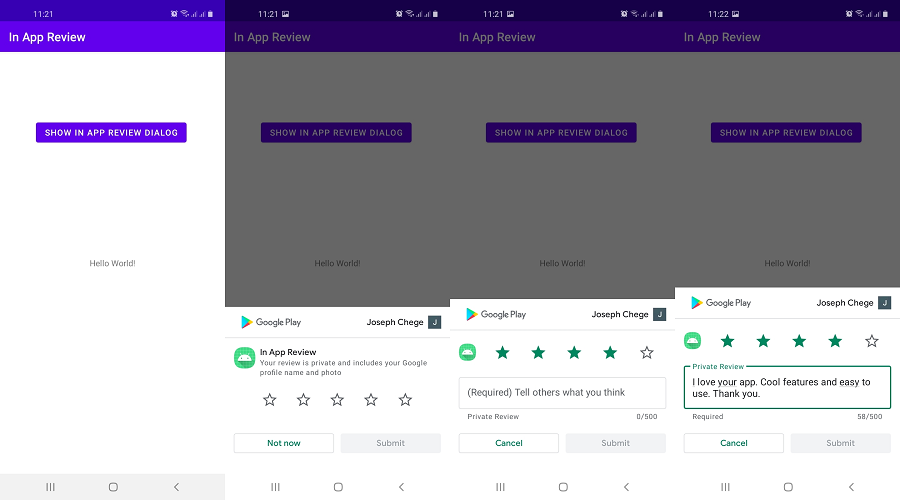 11:21
In App Review
SHOW IN APP REVIEW DIALOG
Hello World!
11:21
In App Review
SHOW IN APP REVIEW DIALOG
Hello World!
Google Play
Joseph Chege
J
In App Review
Your review is private and includes your Google
profile name and photo
Not now
Submit
11:21
In App Review
SHOW IN APP REVIEW DIALOG
Hello World!
Google Play
Joseph Chege
J
(Required) Tell others what you think
Private Review
0/500
Cancel
Submit
11:22
In App Review
SHOW IN APP REVIEW DIALOG
Hello World!
Google Play
Joseph Chege
J
Private Review
I love your app. Cool features and easy to
use. Thank you.
Required
58/500
Cancel
Submit